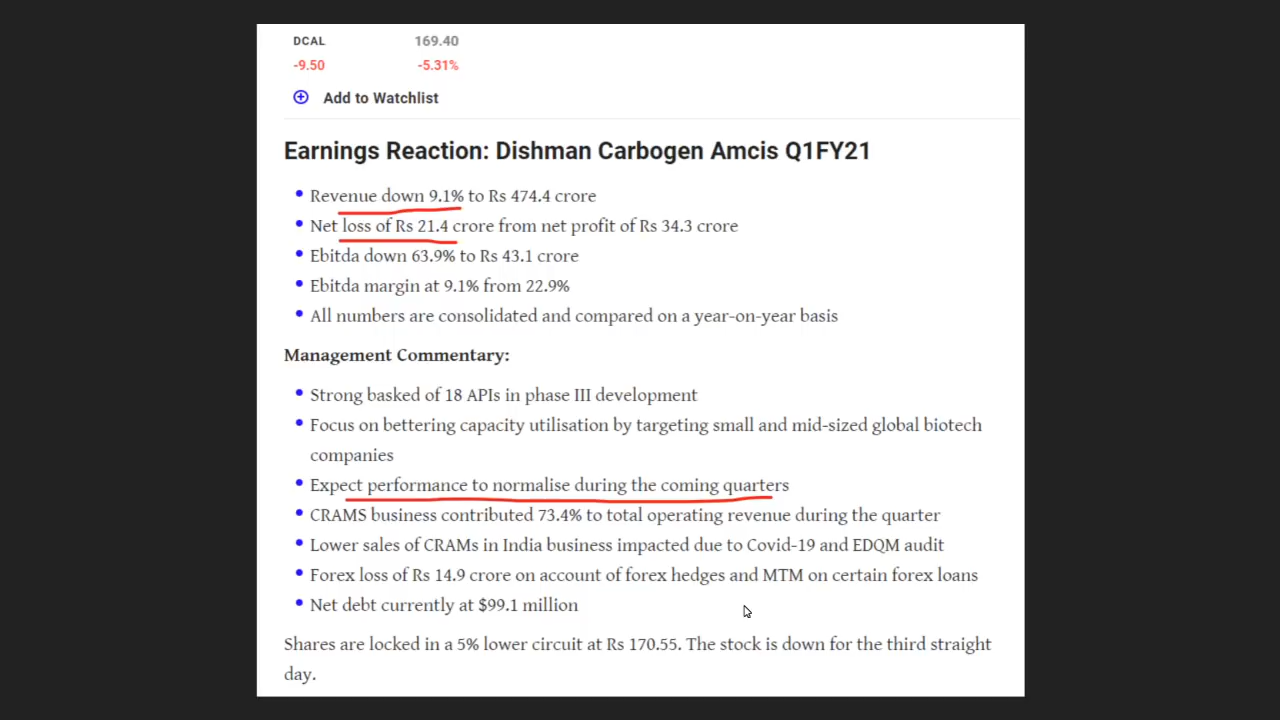 DCAL 169.40
-9.50 -5.31%
Add to Watchlist
Earnings Reaction: Dishman Carbogen Amcis Q1FY21
Revenue down 9.1% to Rs 474.4 crore
Net loss of Rs 21.4 crore from net profit of Rs 34.3 crore
Ebitda down 63.9% to Rs 43.1 crore
Ebitda margin at 9.1% from 22.9%
All numbers are consolidated and compared on a year-on-year basis
Management Commentary:
Strong basked of 18 APIs in phase III development
Focus on bettering capacity utilisation by targeting small and mid-sized global biotech
companies
Expect performance to normalise during the coming quarters
CRAMS business contributed 73.4% to total operating revenue during the quarter
Lower sales of CRAMs in India business impacted due to Covid-19 and EDQM audit
Forex loss of Rs 14.9 crore on account of forex hedges and MTM on certain forex loans
Net debt currently at $99.1 million
Shares are locked in a 5% lower circuit at Rs 170.55. The stock is down for the third straight
day.